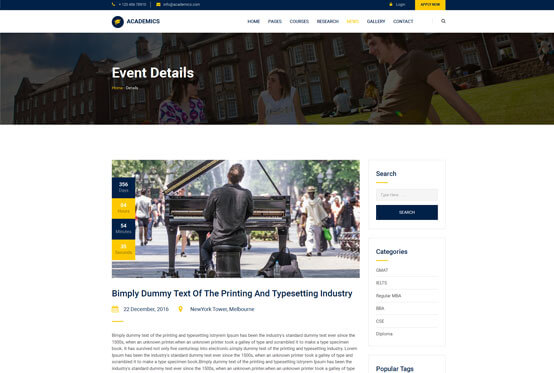 + 123 456 78910
info@academics.com
Login
APPLY NOW
ACADEMICS
HOME PAGES COURSES RESEARCH NEWS GALLERY CONTACT
Event Details
Home - Details
356
Days
Hours
54
Minutes
35
Seconds
Search
Type Here
SEARCH
Categories
GMAT
IELTS
Regular MBA
BBA
CSE
Diploma
Popular Tags
Bimply Dummy Text Of The Printing And Typesetting Industry
22 December, 2016
NewYork Tower, Melbourne
Bimply dummy text of the printing and typesetting istryrem Ipsum has been the industry's standard dummy text ever since the
1500s, when an unknown printer.when an unknown printer took a galley of type and scrambled it to make a type specimen
book. It has survived not only five centuries. It electronic.simply dummy text of the printing and typesetting industry. Lorem
Ipsum has been the industry's standard dummy text ever since the 1500s, when an unknown printer took a galley of type and
scrambled it to make a type specimen book.Bimply dummy text of the printing and typesetting istryrem Ipsum has been the
industry's standard dummy text ever since the 1500s, when an unknown printer.when an unknown printer took a galley of type